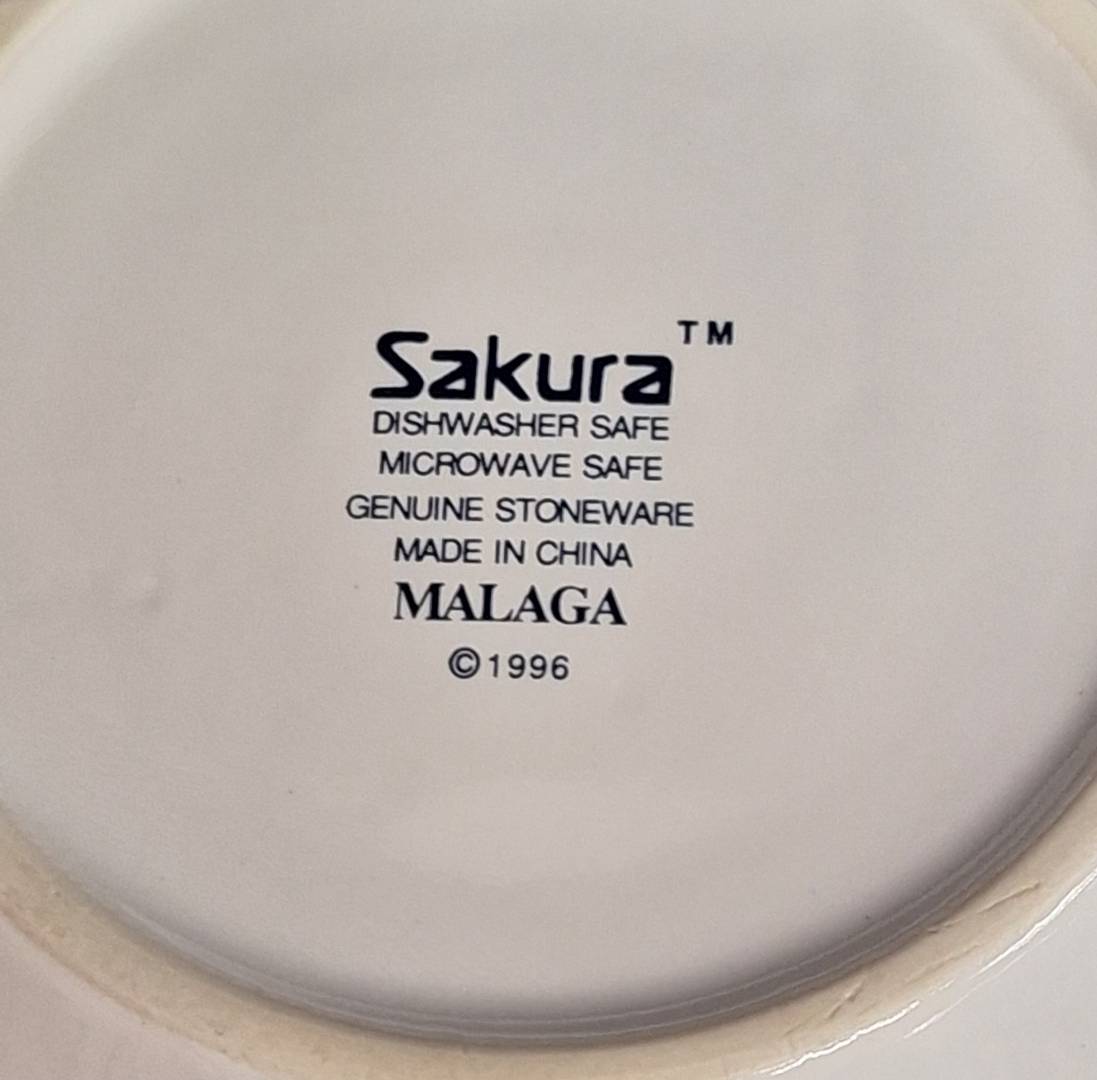 Sakura™
DISHWASHER SAFE
MICROWAVE SAFE
GENUINE STONEWARE
MADE IN CHINA
MALAGA
©1996